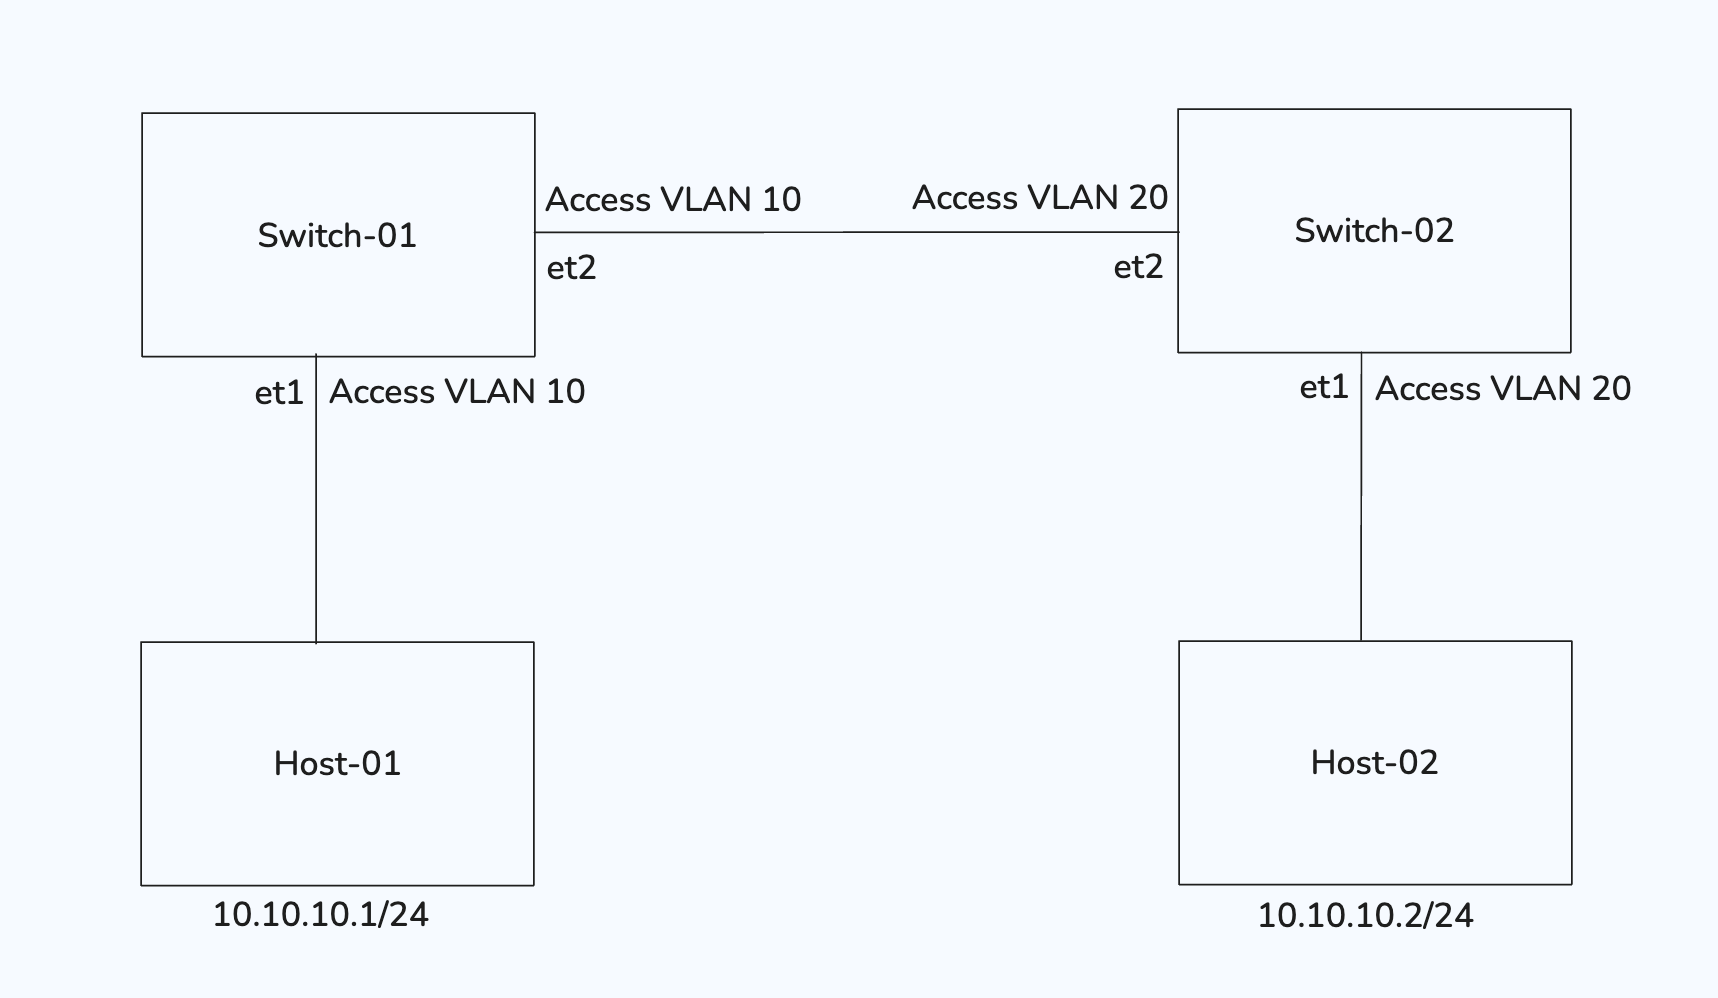 Switch-01
Access VLAN 10
et2
Access VLAN 20
et2
Switch-02
et1
Access VLAN 10
et1
Access VLAN 20
Host-01
10.10.10.1/24
Host-02
10.10.10.2/24